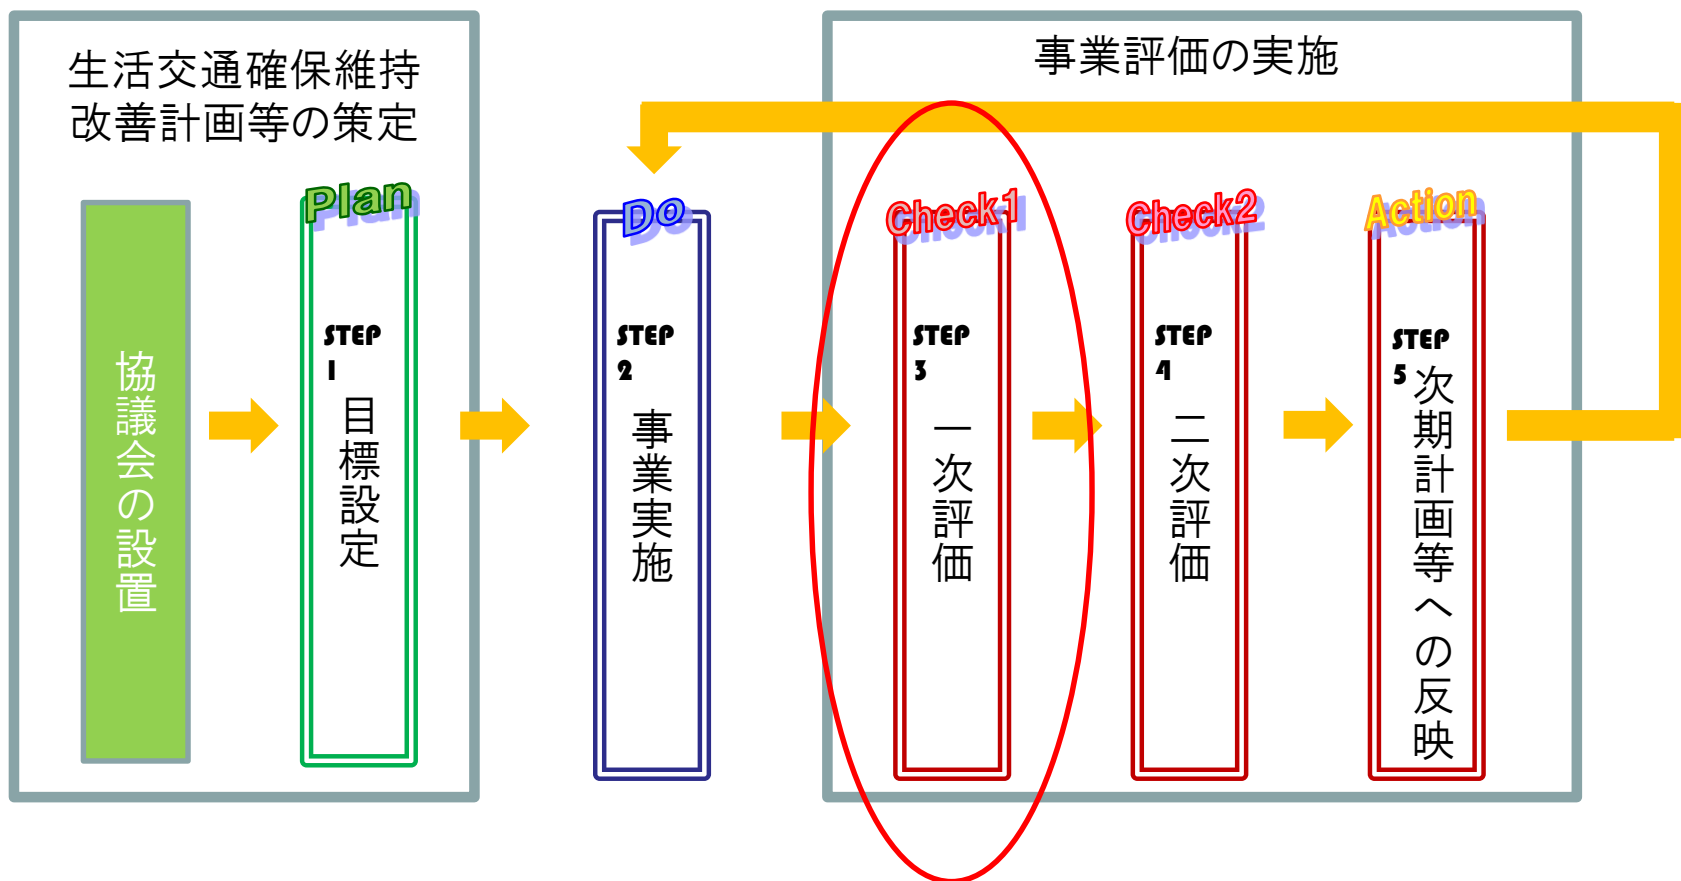 生活交通確保維持
改善計画等の策定
協議会の設置
Plan
STEP
1
目標設定
Do
STEP
2
事業実施
事業評価の実施
Check1
STEP
3
一次評価
Check2
STEP
4
二次評価
Action
STEP
5
次期計画等への反映